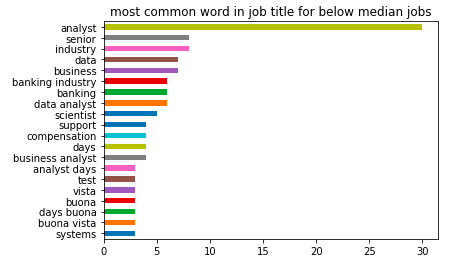 most common word in job title for below median jobs
analyst
senior
industry
data
business
banking industry
banking
data analyst
scientist
support
compensation
days
business analyst
analyst days
test
vista
buona
days buona
buona vista
systems
0 5 10 15 20 25 30